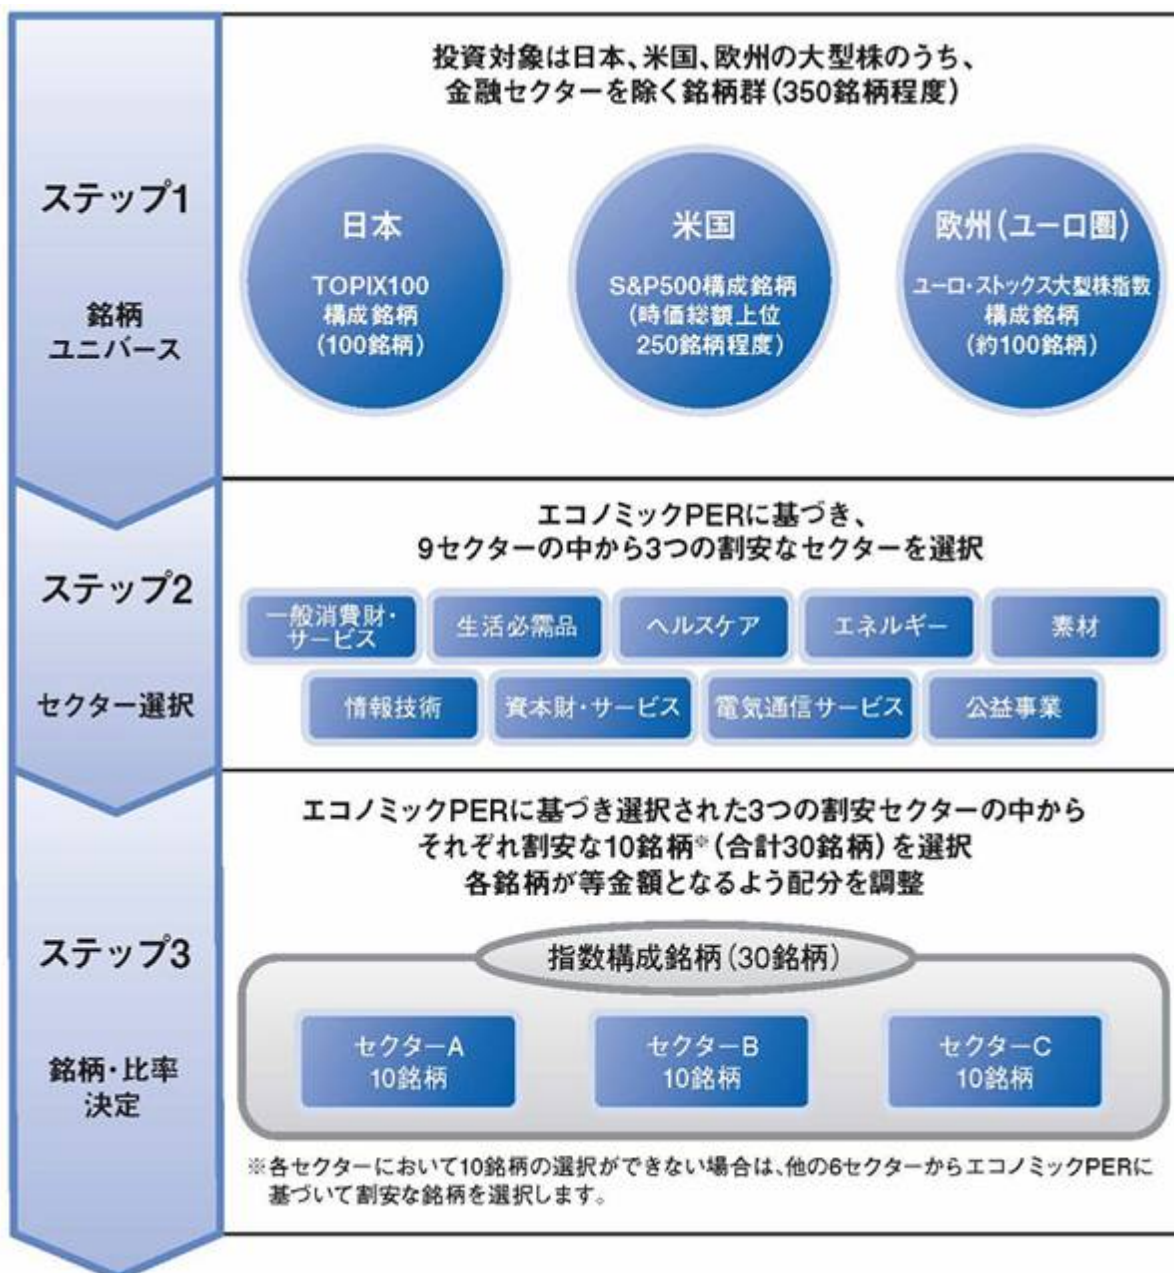 ステップ1
銘柄
ユニバース
投資対象は日本、米国、欧州の大型株のうち、
金融セクターを除く銘柄群(350銘柄程度)
日本
TOPIX100
構成銘柄
(100銘柄)
米国
S&P500構成銘柄
(時価総額上位
250銘柄程度)
欧州(ユーロ圏)
ユーロ・ストックス大型株指数
構成銘柄
(約100銘柄)
ステップ2
セクター選択
エコノミックPERに基づき、
9セクターの中から3つの割安なセクターを選択
一般消費財・
サービス
生活必需品
ヘルスケア
エネルギー
素材
情報技術
資本財・サービス
電気通信サービス
公益事業
ステップ3
銘柄・比率
決定
エコノミックPERに基づき選択された3つの割安セクターの中から
それぞれ割安な10銘柄※(合計30銘柄)を選択
各銘柄が等金額となるよう配分を調整
指数構成銘柄(30銘柄)
セクターA
10銘柄
セクターB
10銘柄
セクターC
10銘柄
※各セクターにおいて10銘柄の選択ができない場合は、他の6セクターからエコノミックPERに
基づいて割安な銘柄を選択します。